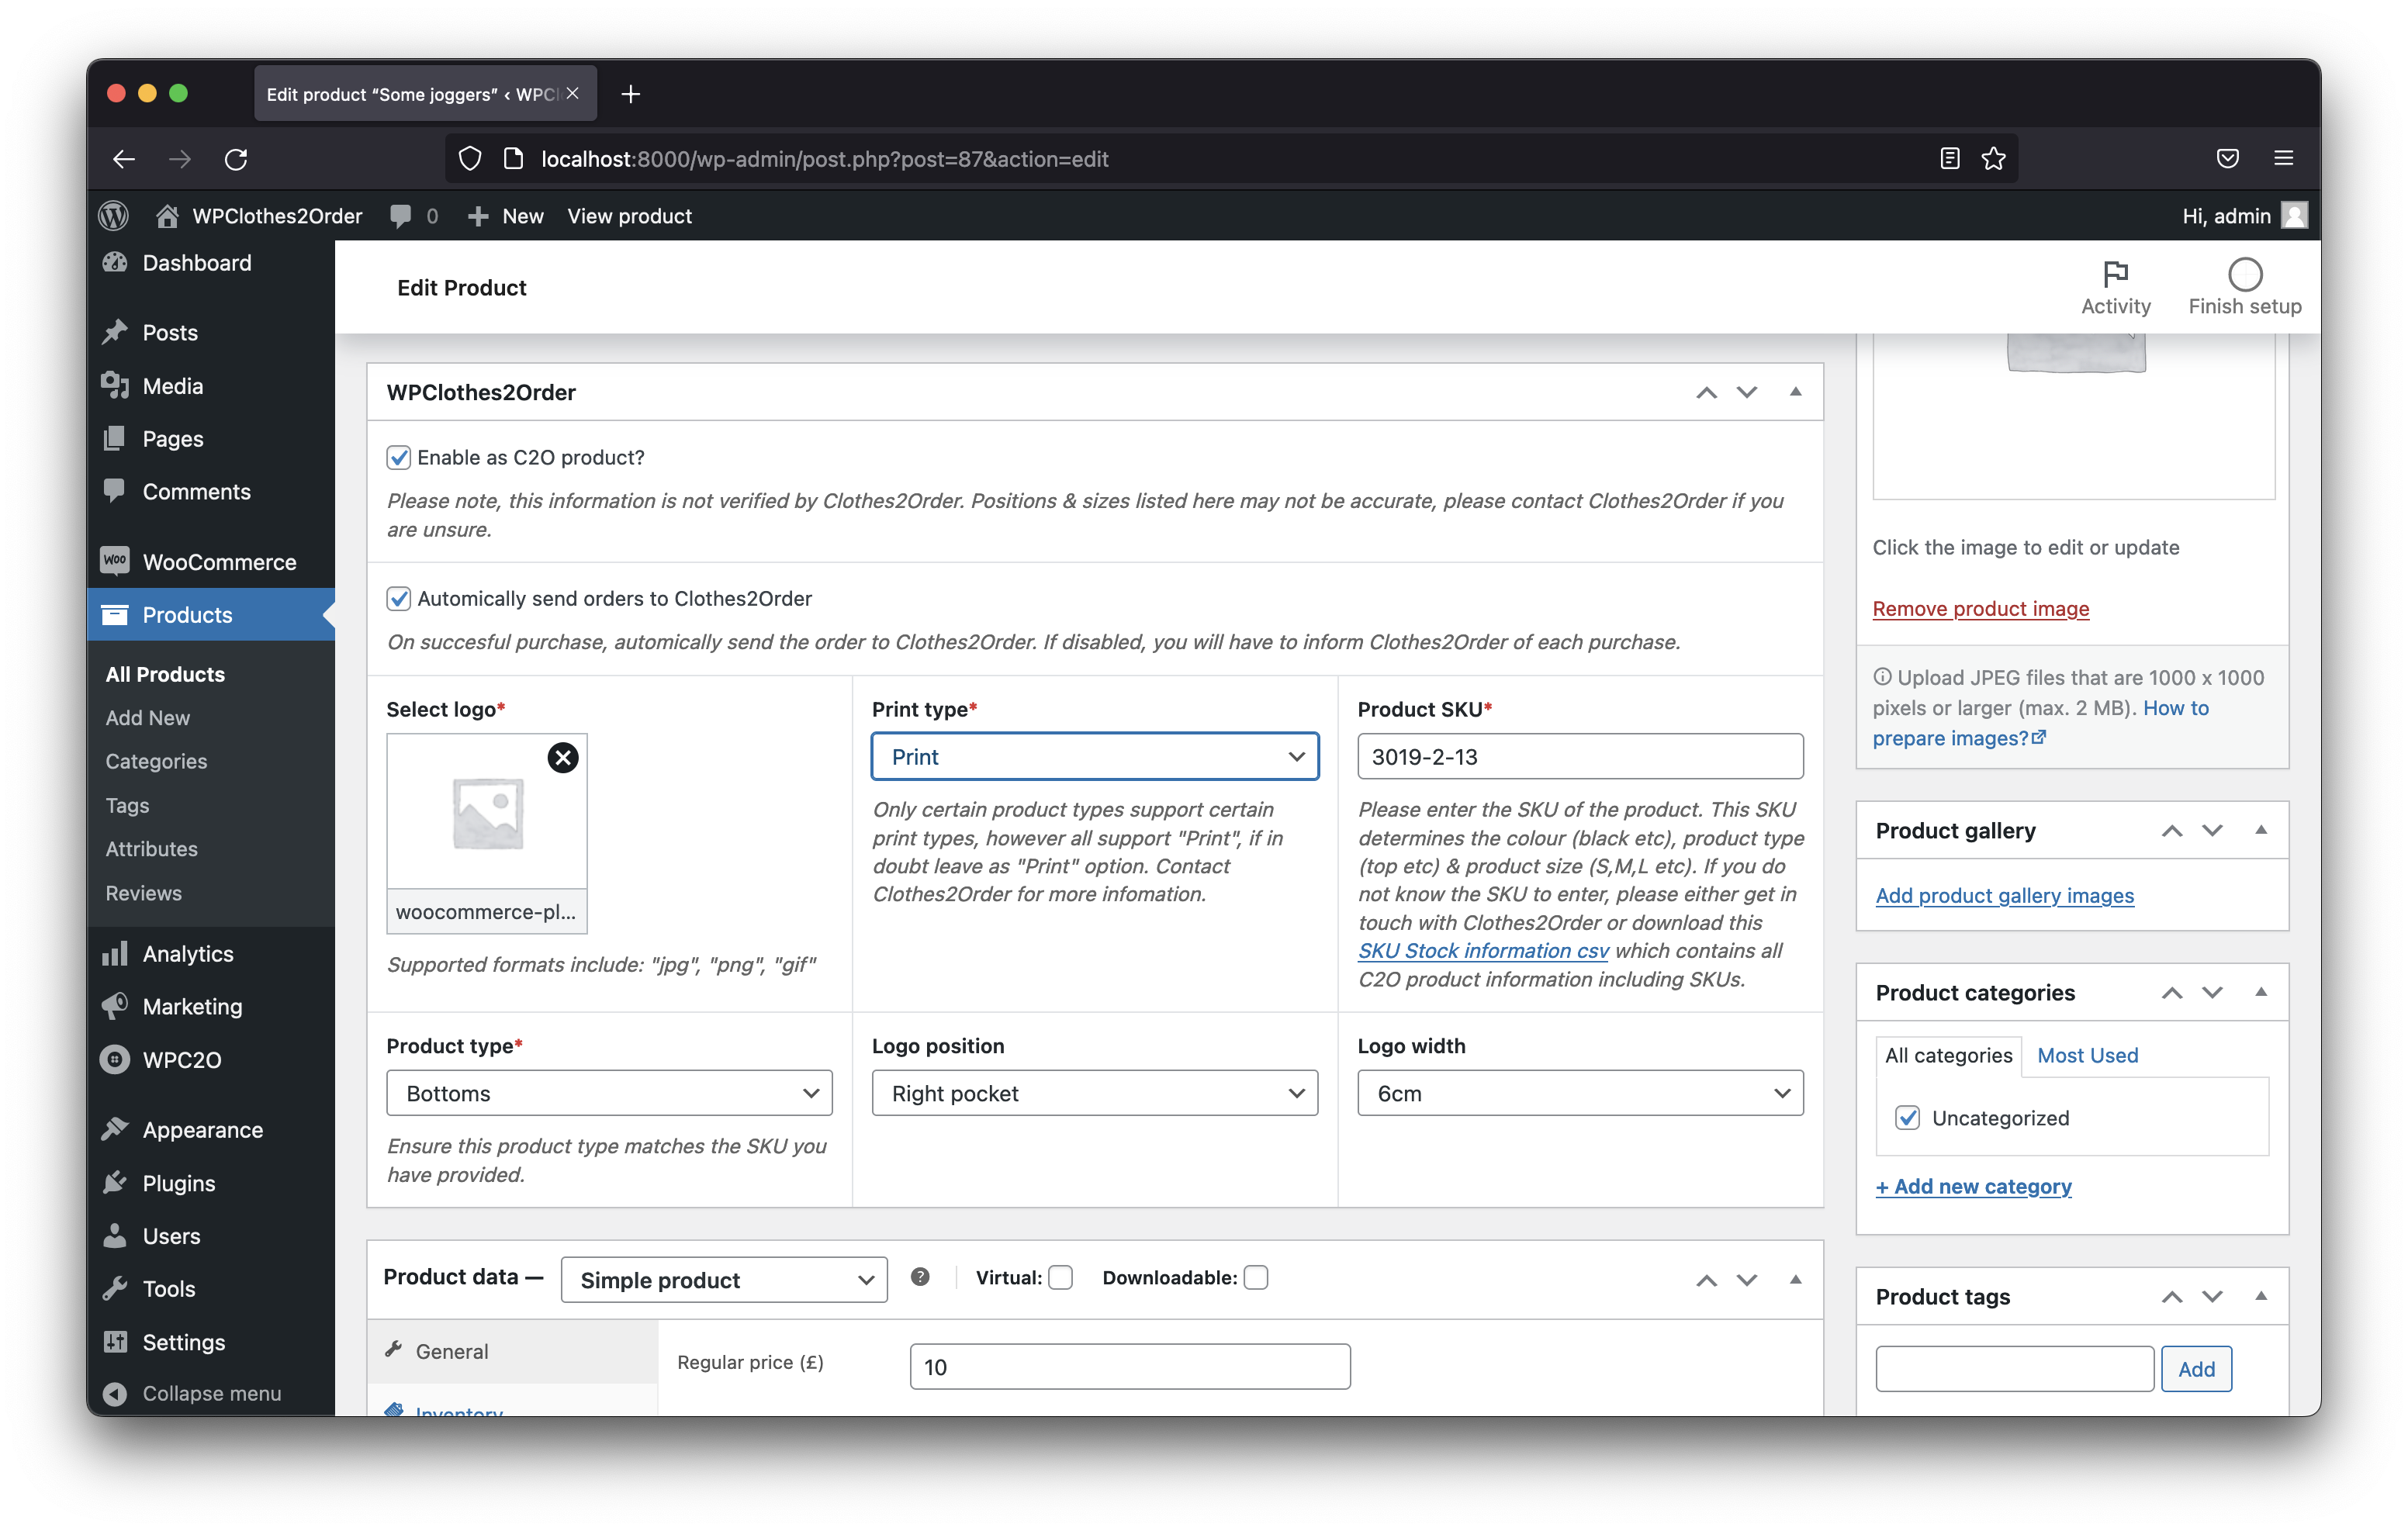 Edit product “Some joggers” ‹ WPCl
localhost:8000/wp-admin/post.php?post=87&action=edit
WPClothes2Order 0 New View product
Hi, admin
Dashboard
Posts
Media
Pages
Comments
WooCommerce
Products
All Products
Add New
Categories
Tags
Attributes
Reviews
Analytics
Marketing
WPC2O
Appearance
Plugins
Users
Tools
Settings
Collapse menu
Edit Product
Activity
Finish setup
WPClothes2Order
Enable as C2O product?
Please note, this information is not verified by Clothes2Order. Positions & sizes listed here may not be accurate, please contact Clothes2Order if you
are unsure.
Automically send orders to Clothes2Order
On succesful purchase, automically send the order to Clothes2Order. If disabled, you will have to inform Clothes2Order of each purchase.
Select logo*
woocommerce-pl...
Supported formats include: "jpg", "png", "gif"
Print type*
Print
Only certain product types support certain
print types, however all support "Print", if in
doubt leave as "Print" option. Contact
Clothes2Order for more infomation.
Product SKU*
3019-2-13
Please enter the SKU of the product. This SKU
determines the colour (black etc), product type
(top etc) & product size (S,M,L etc). If you do
not know the SKU to enter, please either get in
touch with Clothes2Order or download this
SKU Stock information csv which contains all
C2O product information including SKUs.
Product type*
Bottoms
Ensure this product type matches the SKU you
have provided.
Logo position
Right pocket
Logo width
6cm
Product data —
Simple product
?
Virtual:
Downloadable:
General
Inventory
Regular price (£)
10
Click the image to edit or update
Remove product image
Upload JPEG files that are 1000 x 1000
pixels or larger (max. 2 MB). How to
prepare images?
Product gallery
Add product gallery images
Product categories
All categories
Most Used
Uncategorized
+ Add new category
Product tags
Add